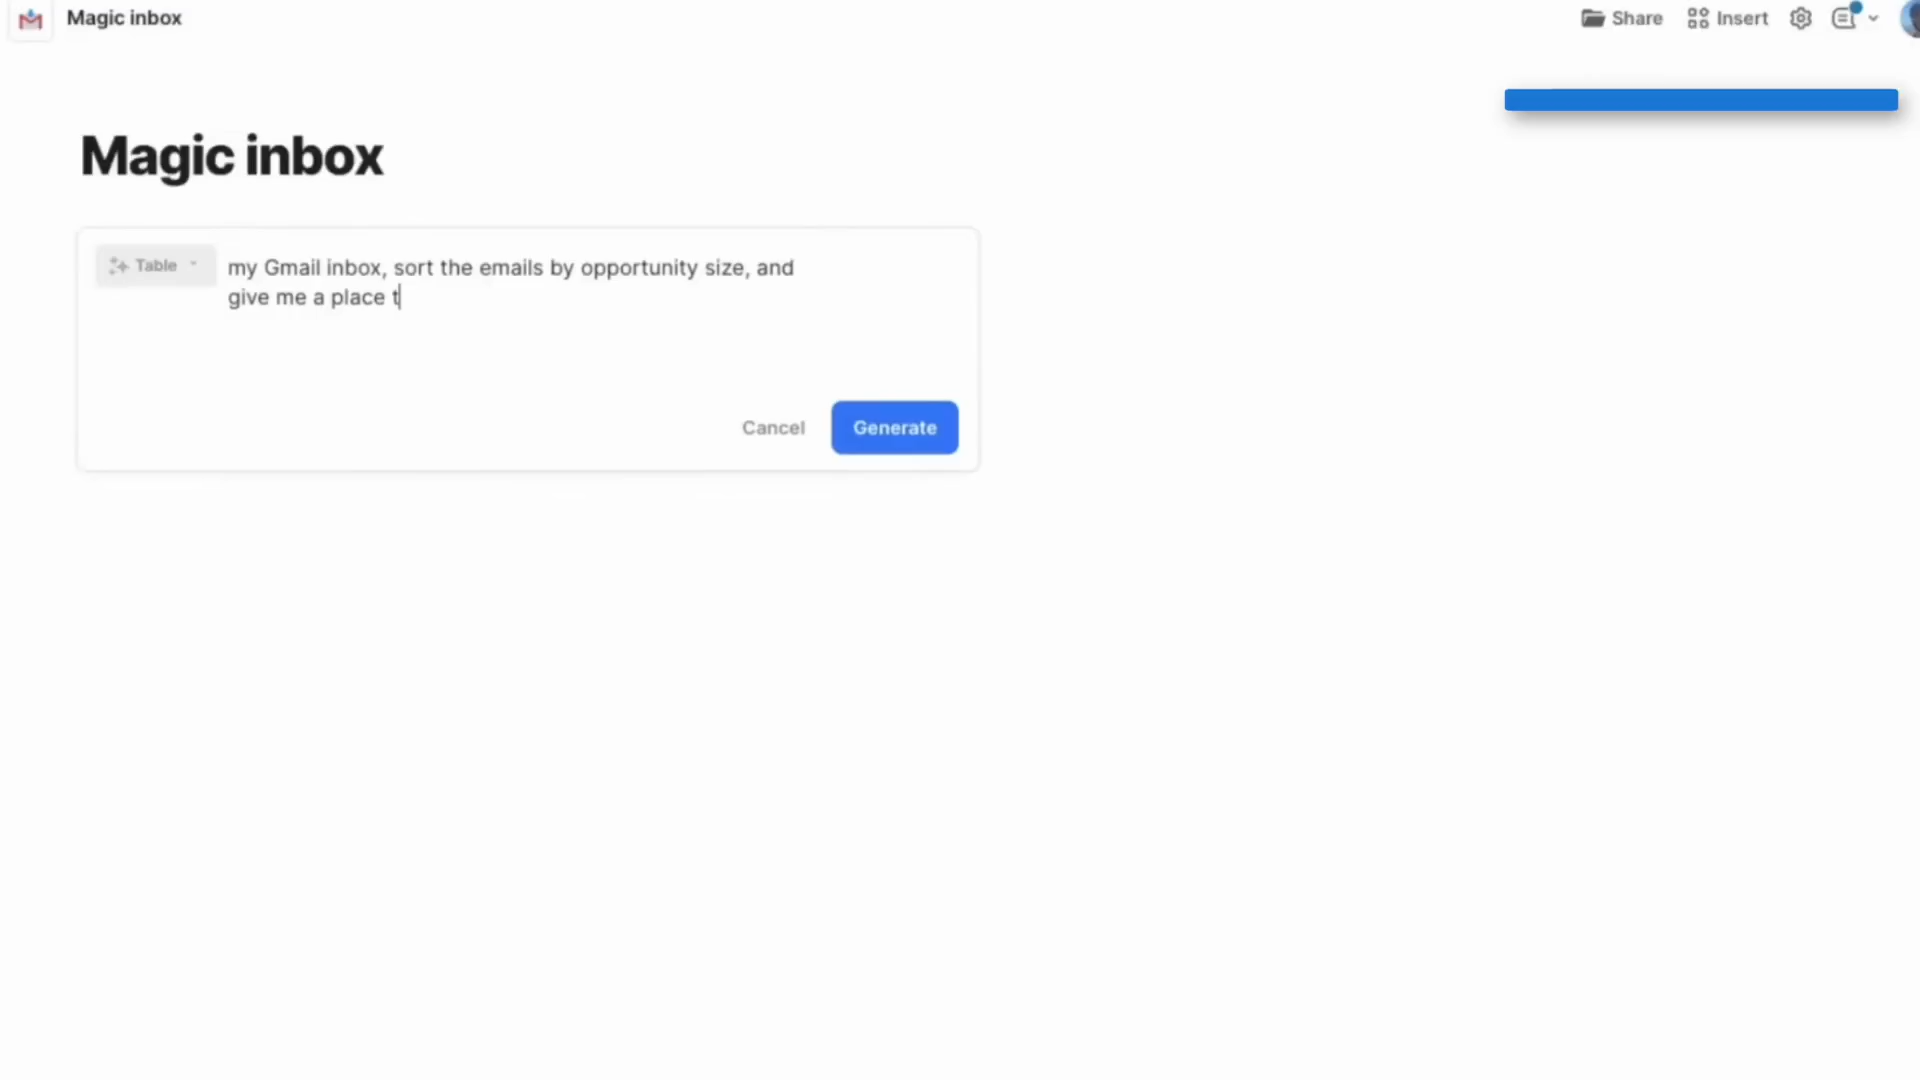 Magic inbox
Share
Insert
Magic inbox
Table
my Gmail inbox, sort the emails by opportunity size, and
give me a place t
Cancel
Generate